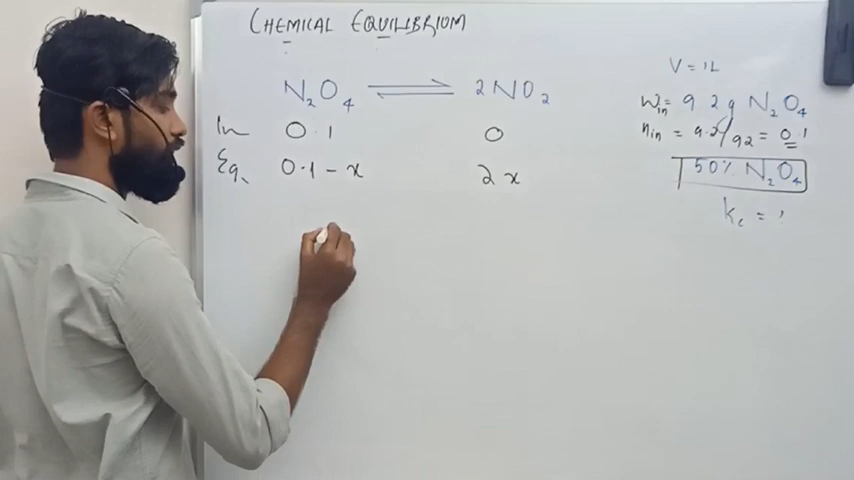 CHEMICAL EQUILIBRIUM
N₂O₄ ⇌ 2NO₂
In 0.1 0
Eq. 0.1 - x 2x
V = 1L
Win = 9.2g N₂O₄
nin = 9.2/92 = 0.1
50% N₂O₄
Kc = ?